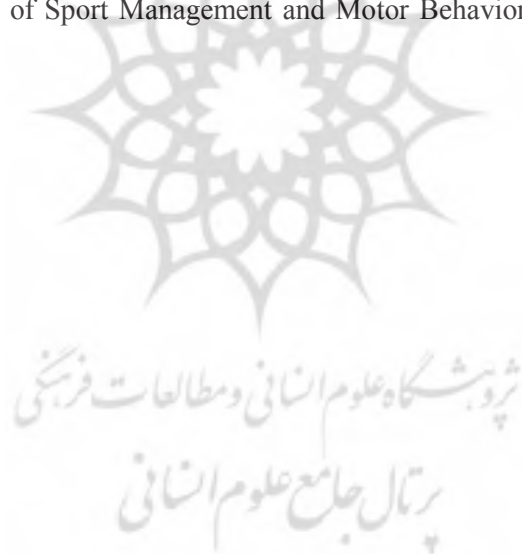 of Sport Management and Motor Behavior
پژوهشگاه علوم انسانی و مطالعات فرهنگی
پرتال جامع علوم انسانی